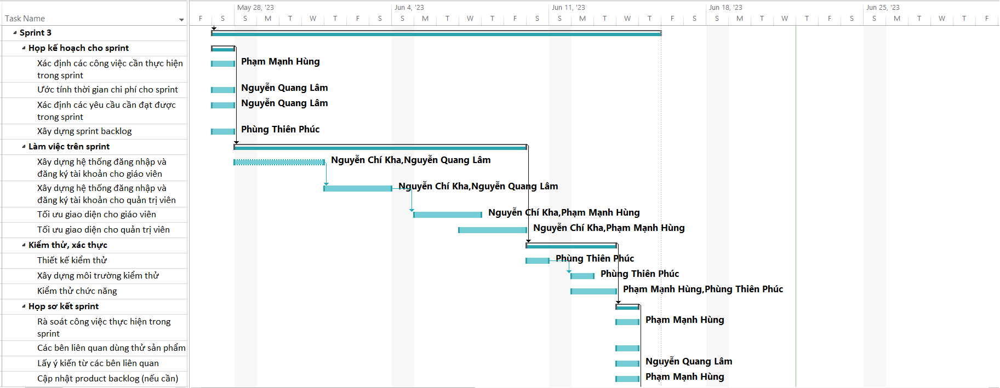 May 28, '23 Jun 4, '23 Jun 11, '23 Jun 18, '23 Jun 25, '23
Task Name F S S M T W T F S S M T W T F S S M T W T F S S M T W T F S S M T W T F
Sprint 3
Họp kế hoạch cho sprint
Xác định các công việc cần thực hiện Phạm Mạnh Hùng
trong sprint
Ước tính thời gian chi phí cho sprint Nguyễn Quang Lâm
Xác định các yêu cầu cần đạt được Nguyễn Quang Lâm
trong sprint
Xây dựng sprint backlog Phùng Thiên Phúc
Làm việc trên sprint
Xây dựng hệ thống đăng nhập và Nguyễn Chí Kha,Nguyễn Quang Lâm
đăng ký tài khoản cho giáo viên
Xây dựng hệ thống đăng nhập và Nguyễn Chí Kha,Nguyễn Quang Lâm
đăng ký tài khoản cho quản trị viên
Tối ưu giao diện cho giáo viên Nguyễn Chí Kha,Phạm Mạnh Hùng
Tối ưu giao diện cho quản trị viên Nguyễn Chí Kha,Phạm Mạnh Hùng
Kiểm thử, xác thực
Thiết kế kiểm thử Phùng Thiên Phúc
Xây dựng môi trường kiểm thử Phùng Thiên Phúc
Kiểm thử chức năng Phạm Mạnh Hùng,Phùng Thiên Phúc
Họp sơ kết sprint
Rà soát công việc thực hiện trong Phạm Mạnh Hùng
sprint
Các bên liên quan dùng thử sản phẩm
Lấy ý kiến từ các bên liên quan Nguyễn Quang Lâm
Cập nhật product backlog (nếu cần) Phạm Mạnh Hùng